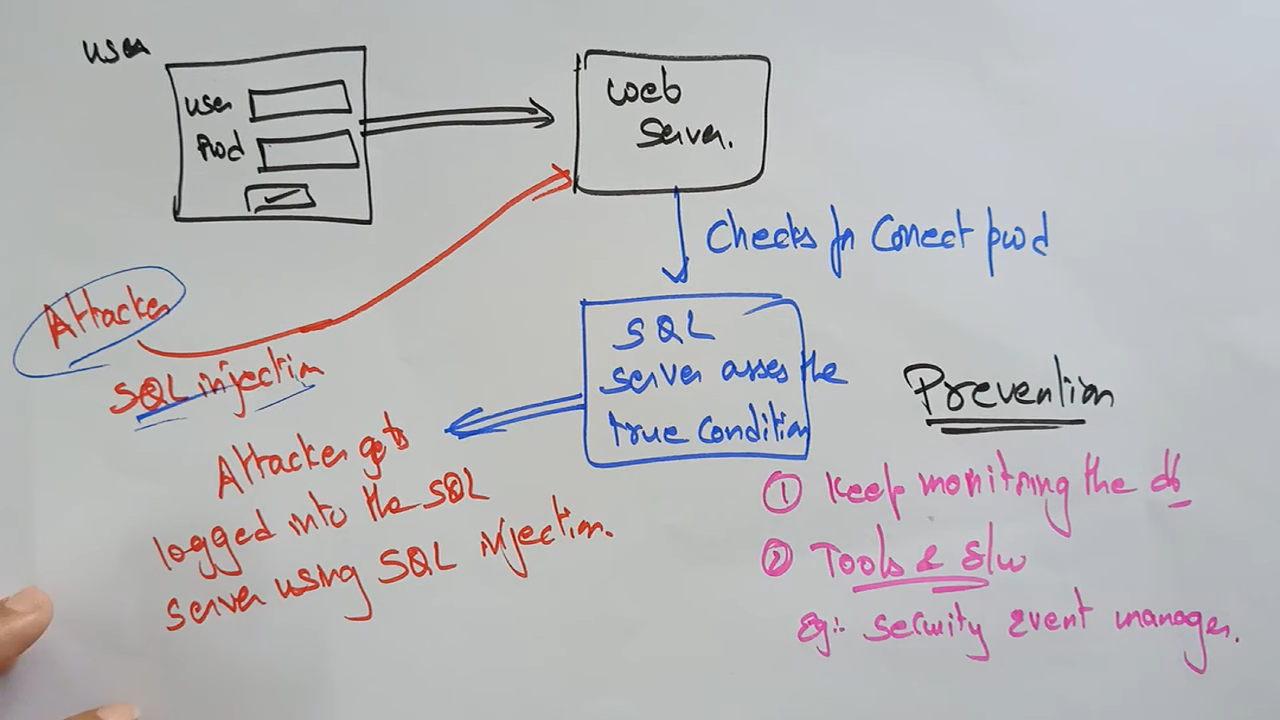 user
user
Pwd
web
server.
Checks for Correct pwd
Attacker
SQL injection
SQL
server asses the
true condition
Attacker gets
logged into the SQL
server using SQL injection.
Prevention
① Keep monitring the db
② Tools & S/w
Eg:- Security event manager.